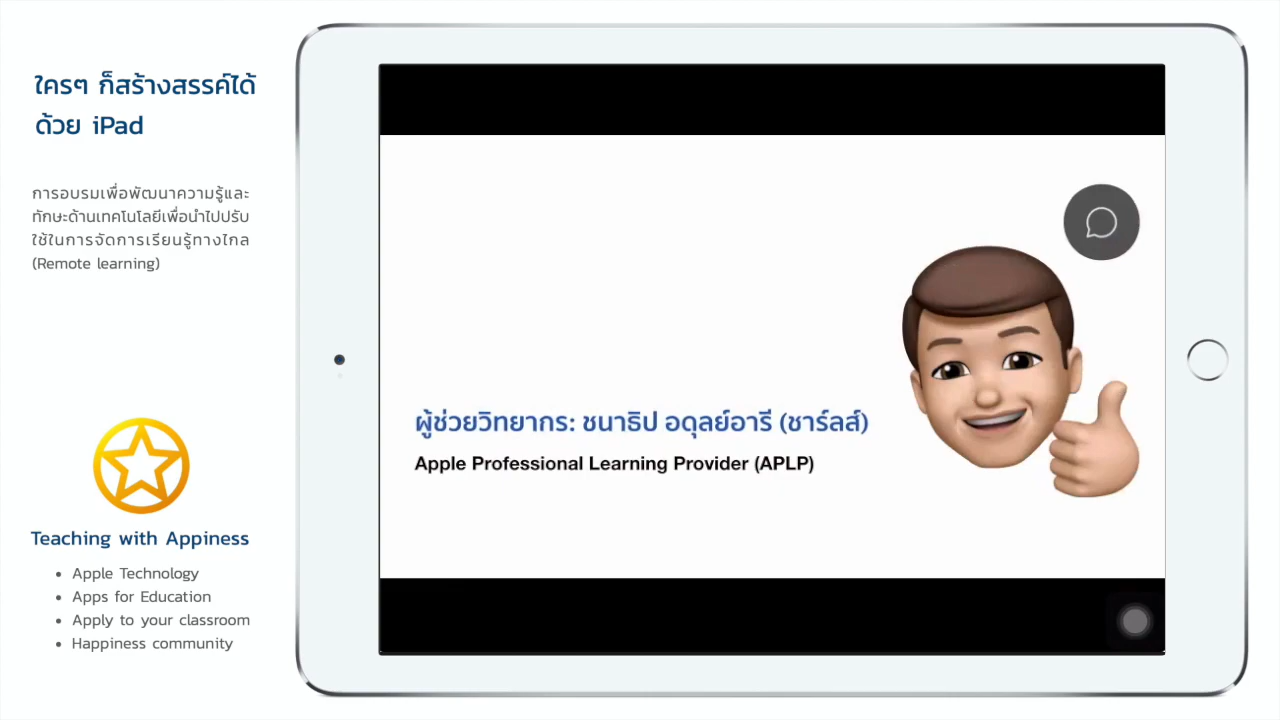 ใครๆ ก็สร้างสรรค์ได้
ด้วย iPad
การอบรมเพื่อพัฒนาความรู้และ
ทักษะด้านเทคโนโลยีเพื่อนำไปปรับ
ใช้ในการจัดการเรียนรู้ทางไกล
(Remote learning)
Teaching with Appiness
• Apple Technology
• Apps for Education
• Apply to your classroom
• Happiness community
ผู้ช่วยวิทยากร: ชนาธิป อดุลย์อารี (ชาร์ลส์)
Apple Professional Learning Provider (APLP)